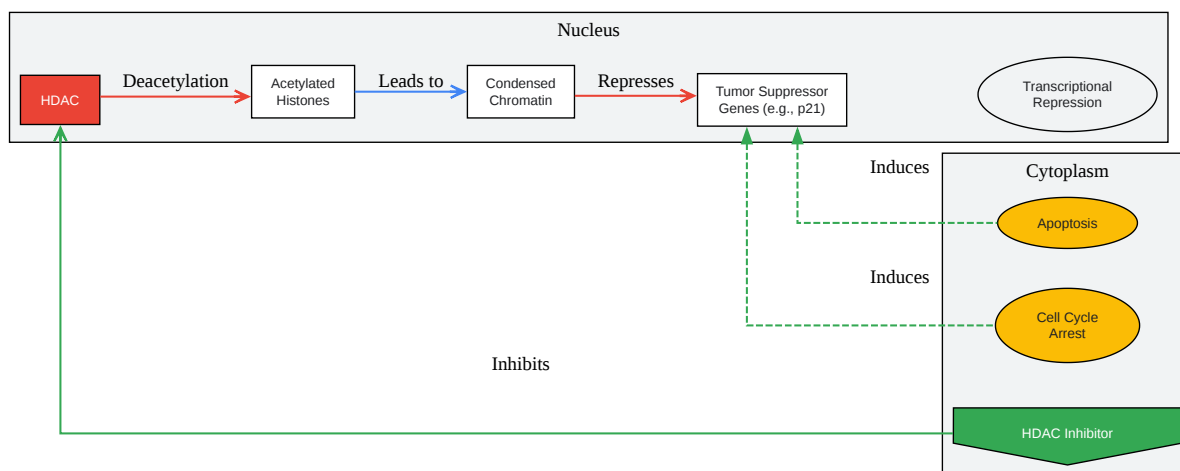 Nucleus
Deacetylation
Leads to
Represses
HDAC
Acetylated
Histones
Condensed
Chromatin
Tumor Suppressor
Genes (e.g., p21)
Transcriptional
Repression
Induces
Cytoplasm
Apoptosis
Induces
Cell Cycle
Arrest
Inhibits
HDAC Inhibitor